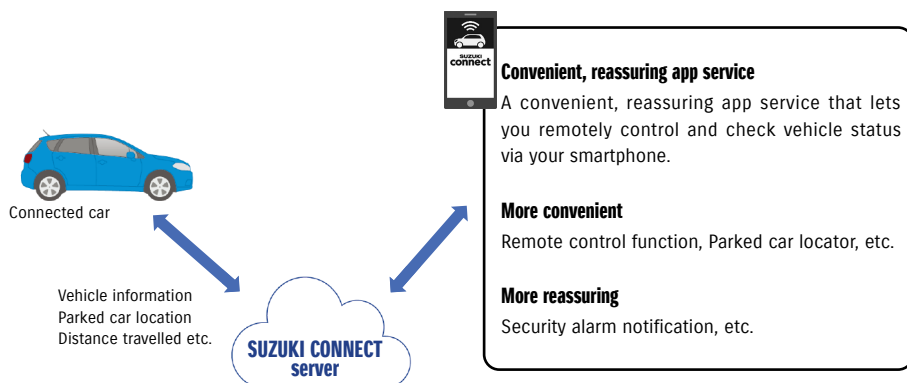 SUZUKI
connect
Convenient, reassuring app service
A convenient, reassuring app service that lets
you remotely control and check vehicle status
via your smartphone.
More convenient
Remote control function, Parked car locator, etc.
More reassuring
Security alarm notification, etc.
Connected car
Vehicle information
Parked car location
Distance travelled etc.
SUZUKI CONNECT
server